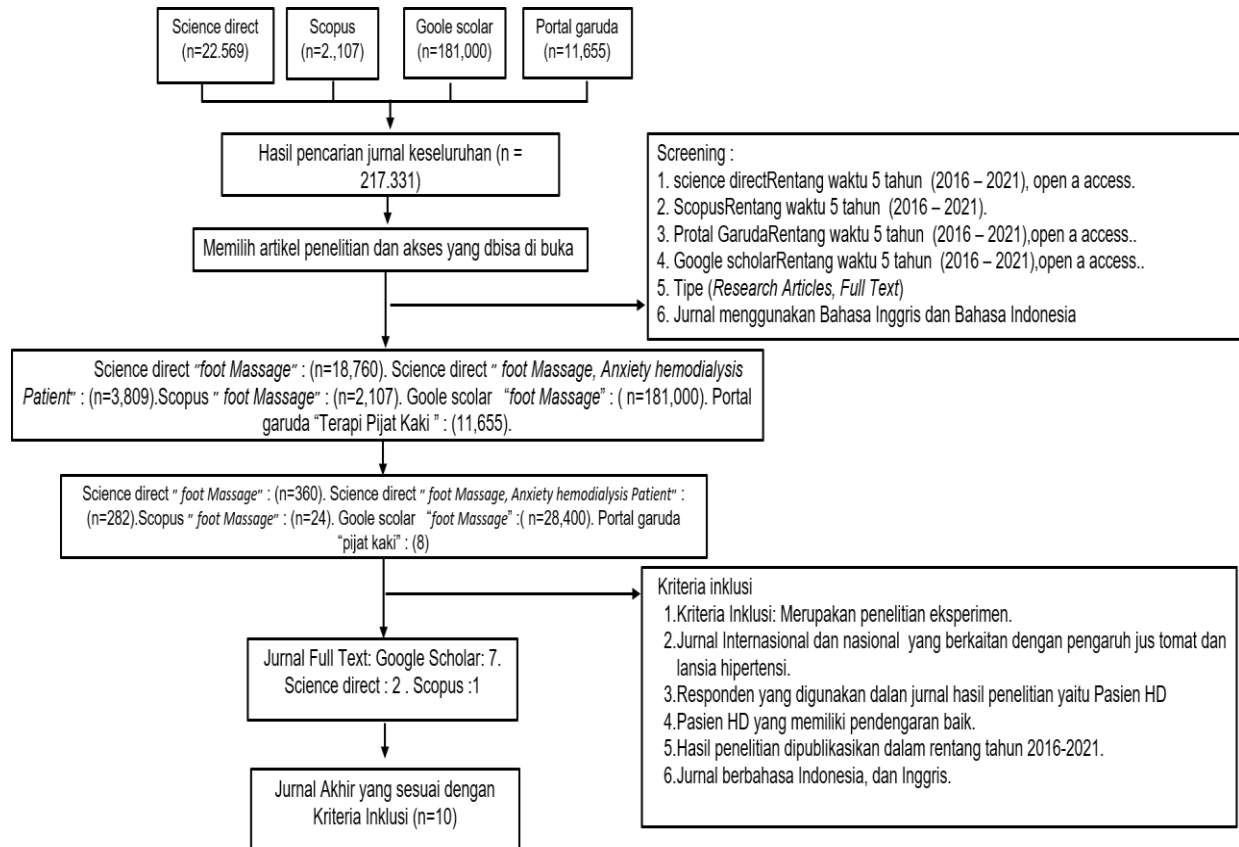 Science direct
(n=22.569)
Scopus
(n=2.,107)
Goole scolar
(n=181,000)
Portal garuda
(n=11,655)
Hasil pencarian jurnal keseluruhan (n =
217.331)
Memilih artikel penelitian dan akses yang dbisa di buka
Screening :
1. science directRentang waktu 5 tahun (2016 – 2021), open a access.
2. ScopusRentang waktu 5 tahun (2016 – 2021).
3. Protal GarudaRentang waktu 5 tahun (2016 – 2021),open a access..
4. Google scholarRentang waktu 5 tahun (2016 – 2021),open a access..
5. Tipe (Research Articles, Full Text)
6. Jurnal menggunakan Bahasa Inggris dan Bahasa Indonesia
Science direct "foot Massage" : (n=18,760). Science direct " foot Massage, Anxiety hemodialysis
Patient" : (n=3,809).Scopus " foot Massage" : (n=2,107). Goole scolar "foot Massage" : ( n=181,000). Portal
garuda “Terapi Pijat Kaki ” : (11,655).
Science direct " foot Massage" : (n=360). Science direct " foot Massage, Anxiety hemodialysis Patient" :
(n=282).Scopus " foot Massage" : (n=24). Goole scolar “foot Massage” :( n=28,400). Portal garuda
“pijat kaki” : (8)
Kriteria inklusi
1.Kriteria Inklusi: Merupakan penelitian eksperimen.
2.Jurnal Internasional dan nasional yang berkaitan dengan pengaruh jus tomat dan
lansia hipertensi.
3.Responden yang digunakan dalan jurnal hasil penelitian yaitu Pasien HD
4.Pasien HD yang memiliki pendengaran baik.
5.Hasil penelitian dipublikasikan dalam rentang tahun 2016-2021.
6.Jurnal berbahasa Indonesia, dan Inggris.
Jurnal Full Text: Google Scholar: 7.
Science direct : 2 . Scopus :1
Jurnal Akhir yang sesuai dengan
Kriteria Inklusi (n=10)